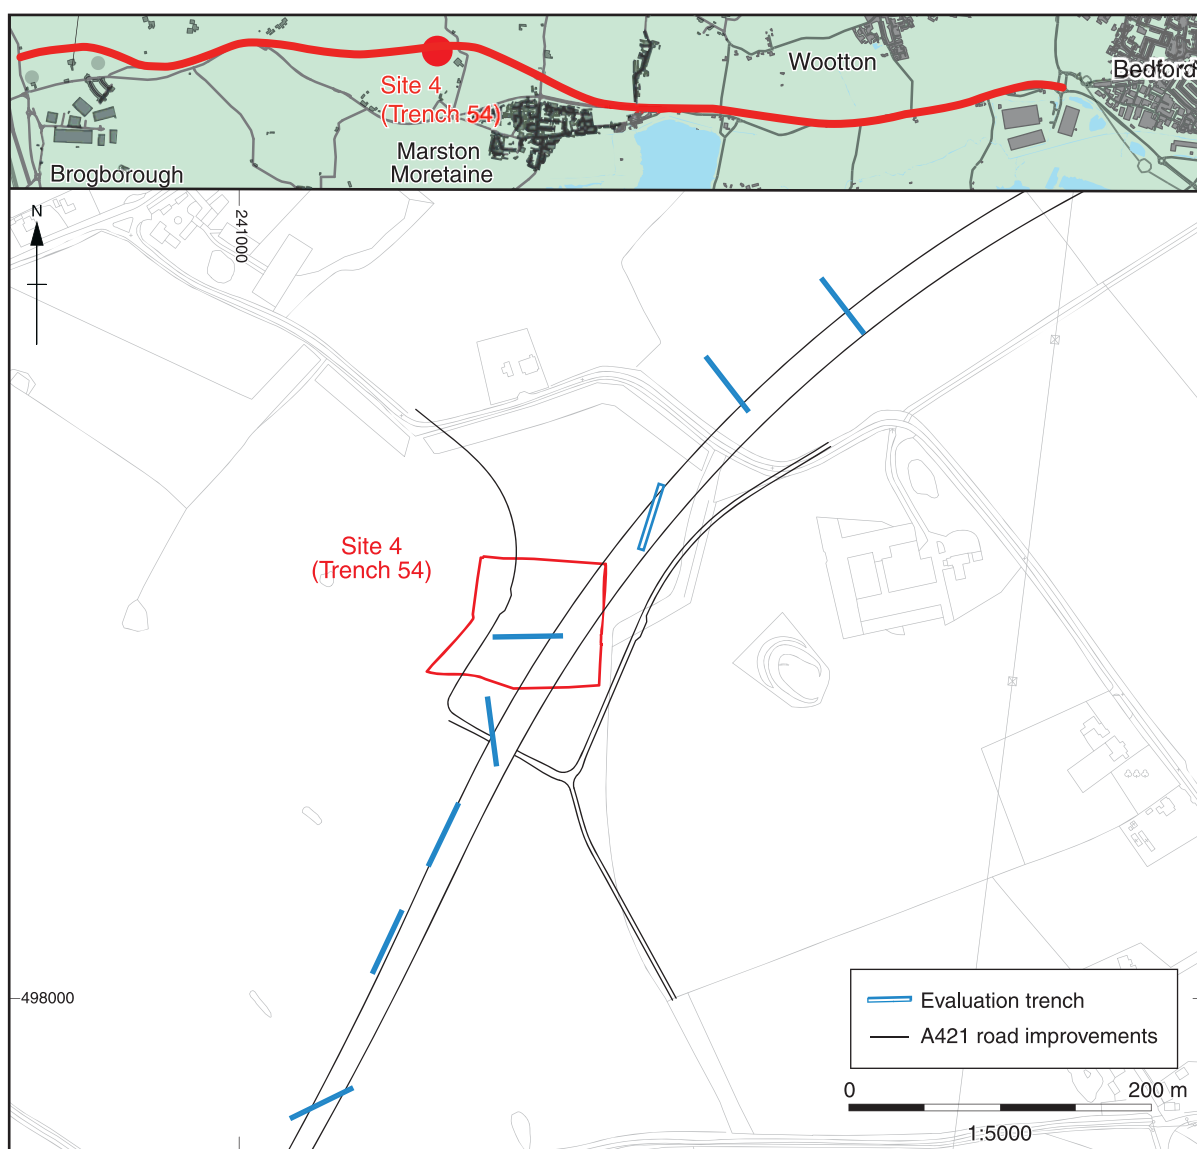 Wootton
Bedford
Site 4
(Trench 54)
Marston
Moretaine
Brogborough
N
241000
Site 4
(Trench 54)
498000
Evaluation trench
A421 road improvements
0
200 m
1:5000